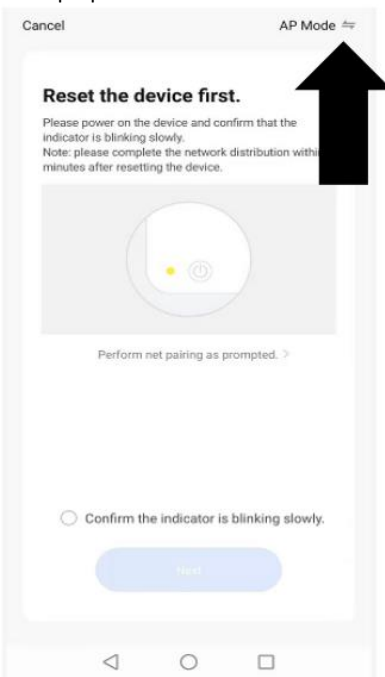 Cancel AP Mode
Reset the device first.
Please power on the device and confirm that the
indicator is blinking slowly.
Note: please complete the network distribution
minutes after resetting the device.
Perform net pairing as prompted. >
Confirm the indicator is blinking slowly.
Next